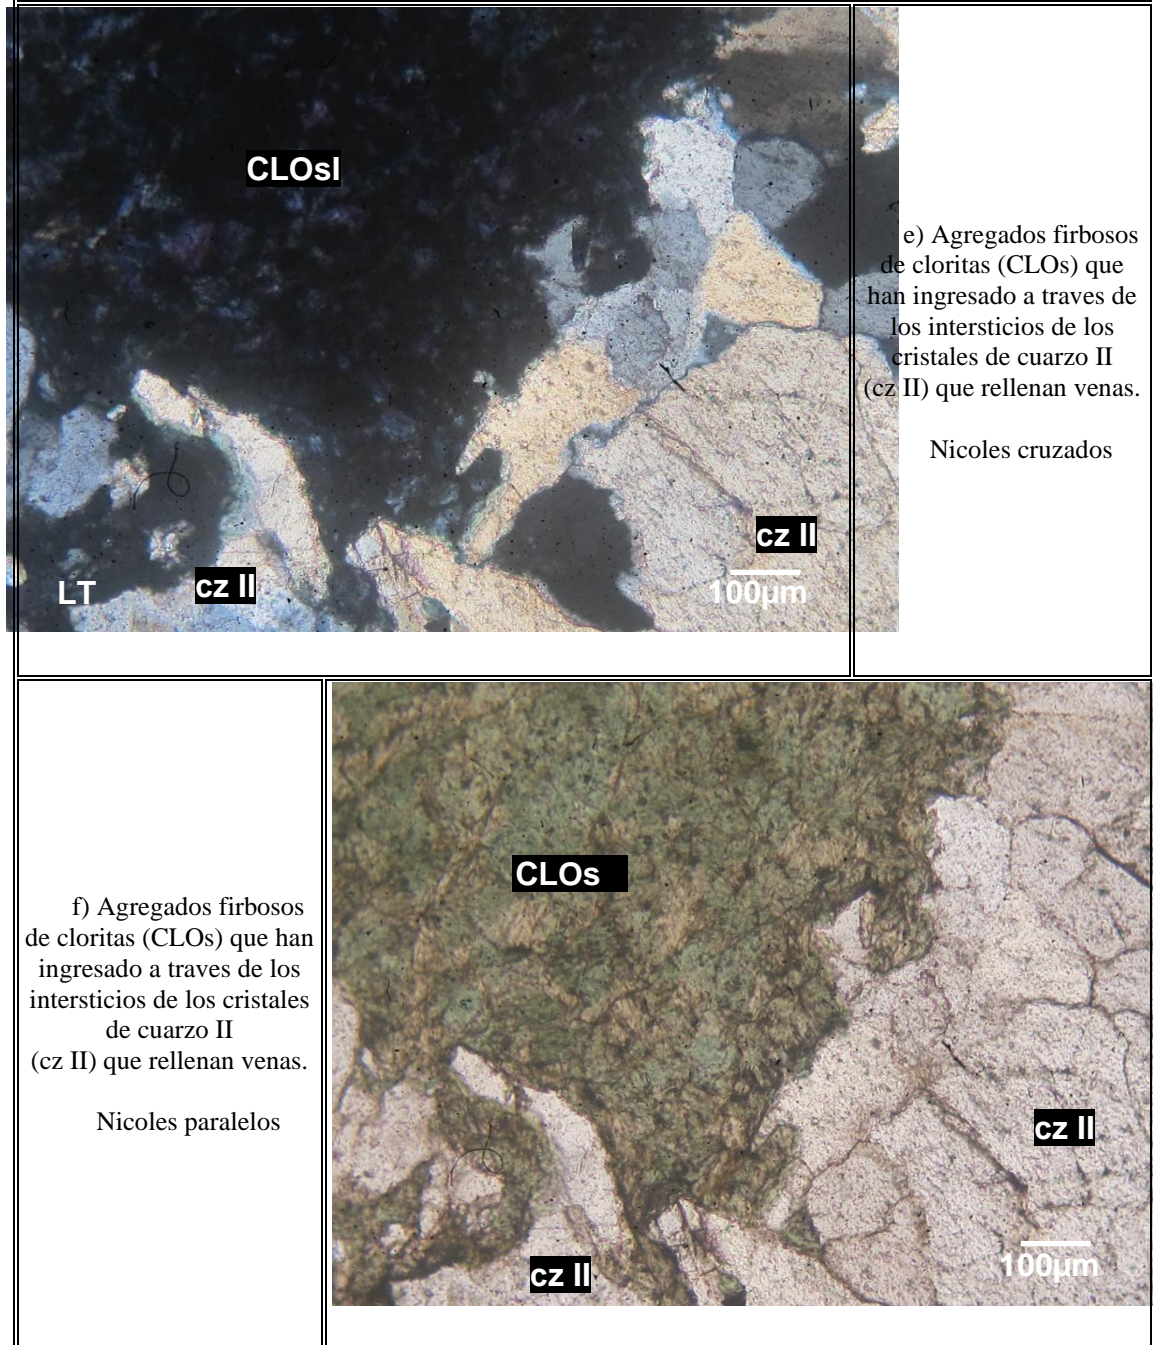 CLOsI
cz II
cz II
LT
100µm
e) Agregados firbosos
de cloritas (CLOs) que
han ingresado a traves de
los intersticios de los
cristales de cuarzo II
(cz II) que rellenan venas.
Nicoles cruzados
f) Agregados firbosos
de cloritas (CLOs) que han
ingresado a traves de los
intersticios de los cristales
de cuarzo II
(cz II) que rellenan venas.
Nicoles paralelos
CLOs
cz II
cz II
100µm